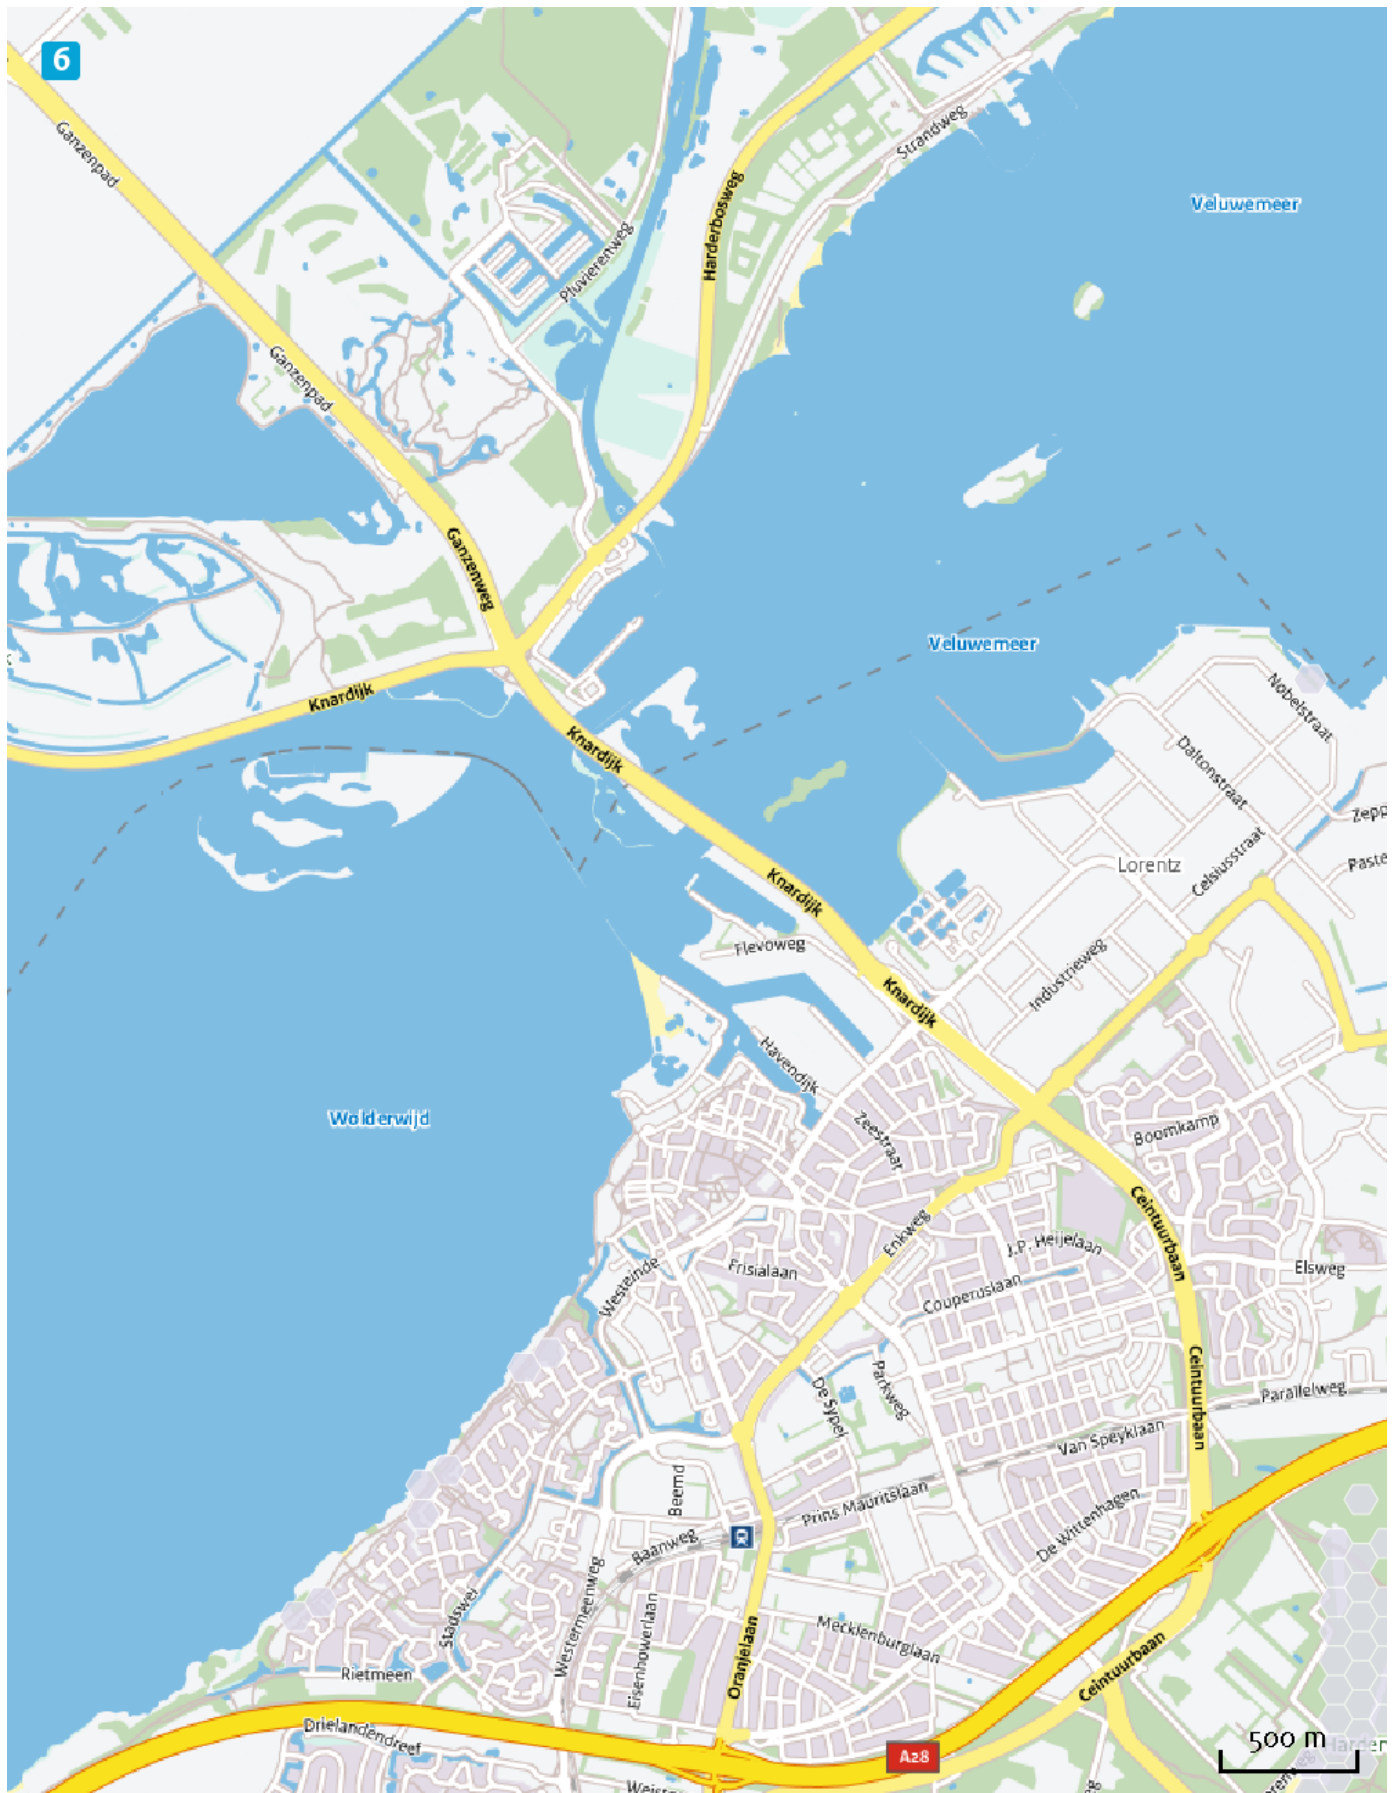 6
Ganzenpad
Strandweg
Veluwemeer
Harderbosweg
Pluvierenweg
Ganzenpad
Ganzenweg
Veluwemeer
Knardijk
Nobelstraat
Knardijk
Daltonstraat
Zepp
Lorentz
Celsiusstraat
Paste
Knardijk
Flevoweg
Industrieweg
Knardijk
Havendijk
Wolderwijd
Zeestraat
Boomkamp
Ceintuurbaan
Enkweg
J.P. Heijelaan
Elsweg
Frisialaan
Westeinde
Couperuslaan
Parkweg
De Sypel
Ceintuurbaan
Parallelweg
Van Speyklaan
Beemd
Prins Mauritslaan
De Wittenhagen
Baanweg
Stadswei
Westermeenweg
Eisenhowerlaan
Oranjelaan
Mecklenburglaan
Rietmeen
Ceintuurbaan
Drielandendreef
500 m
A28
Harder